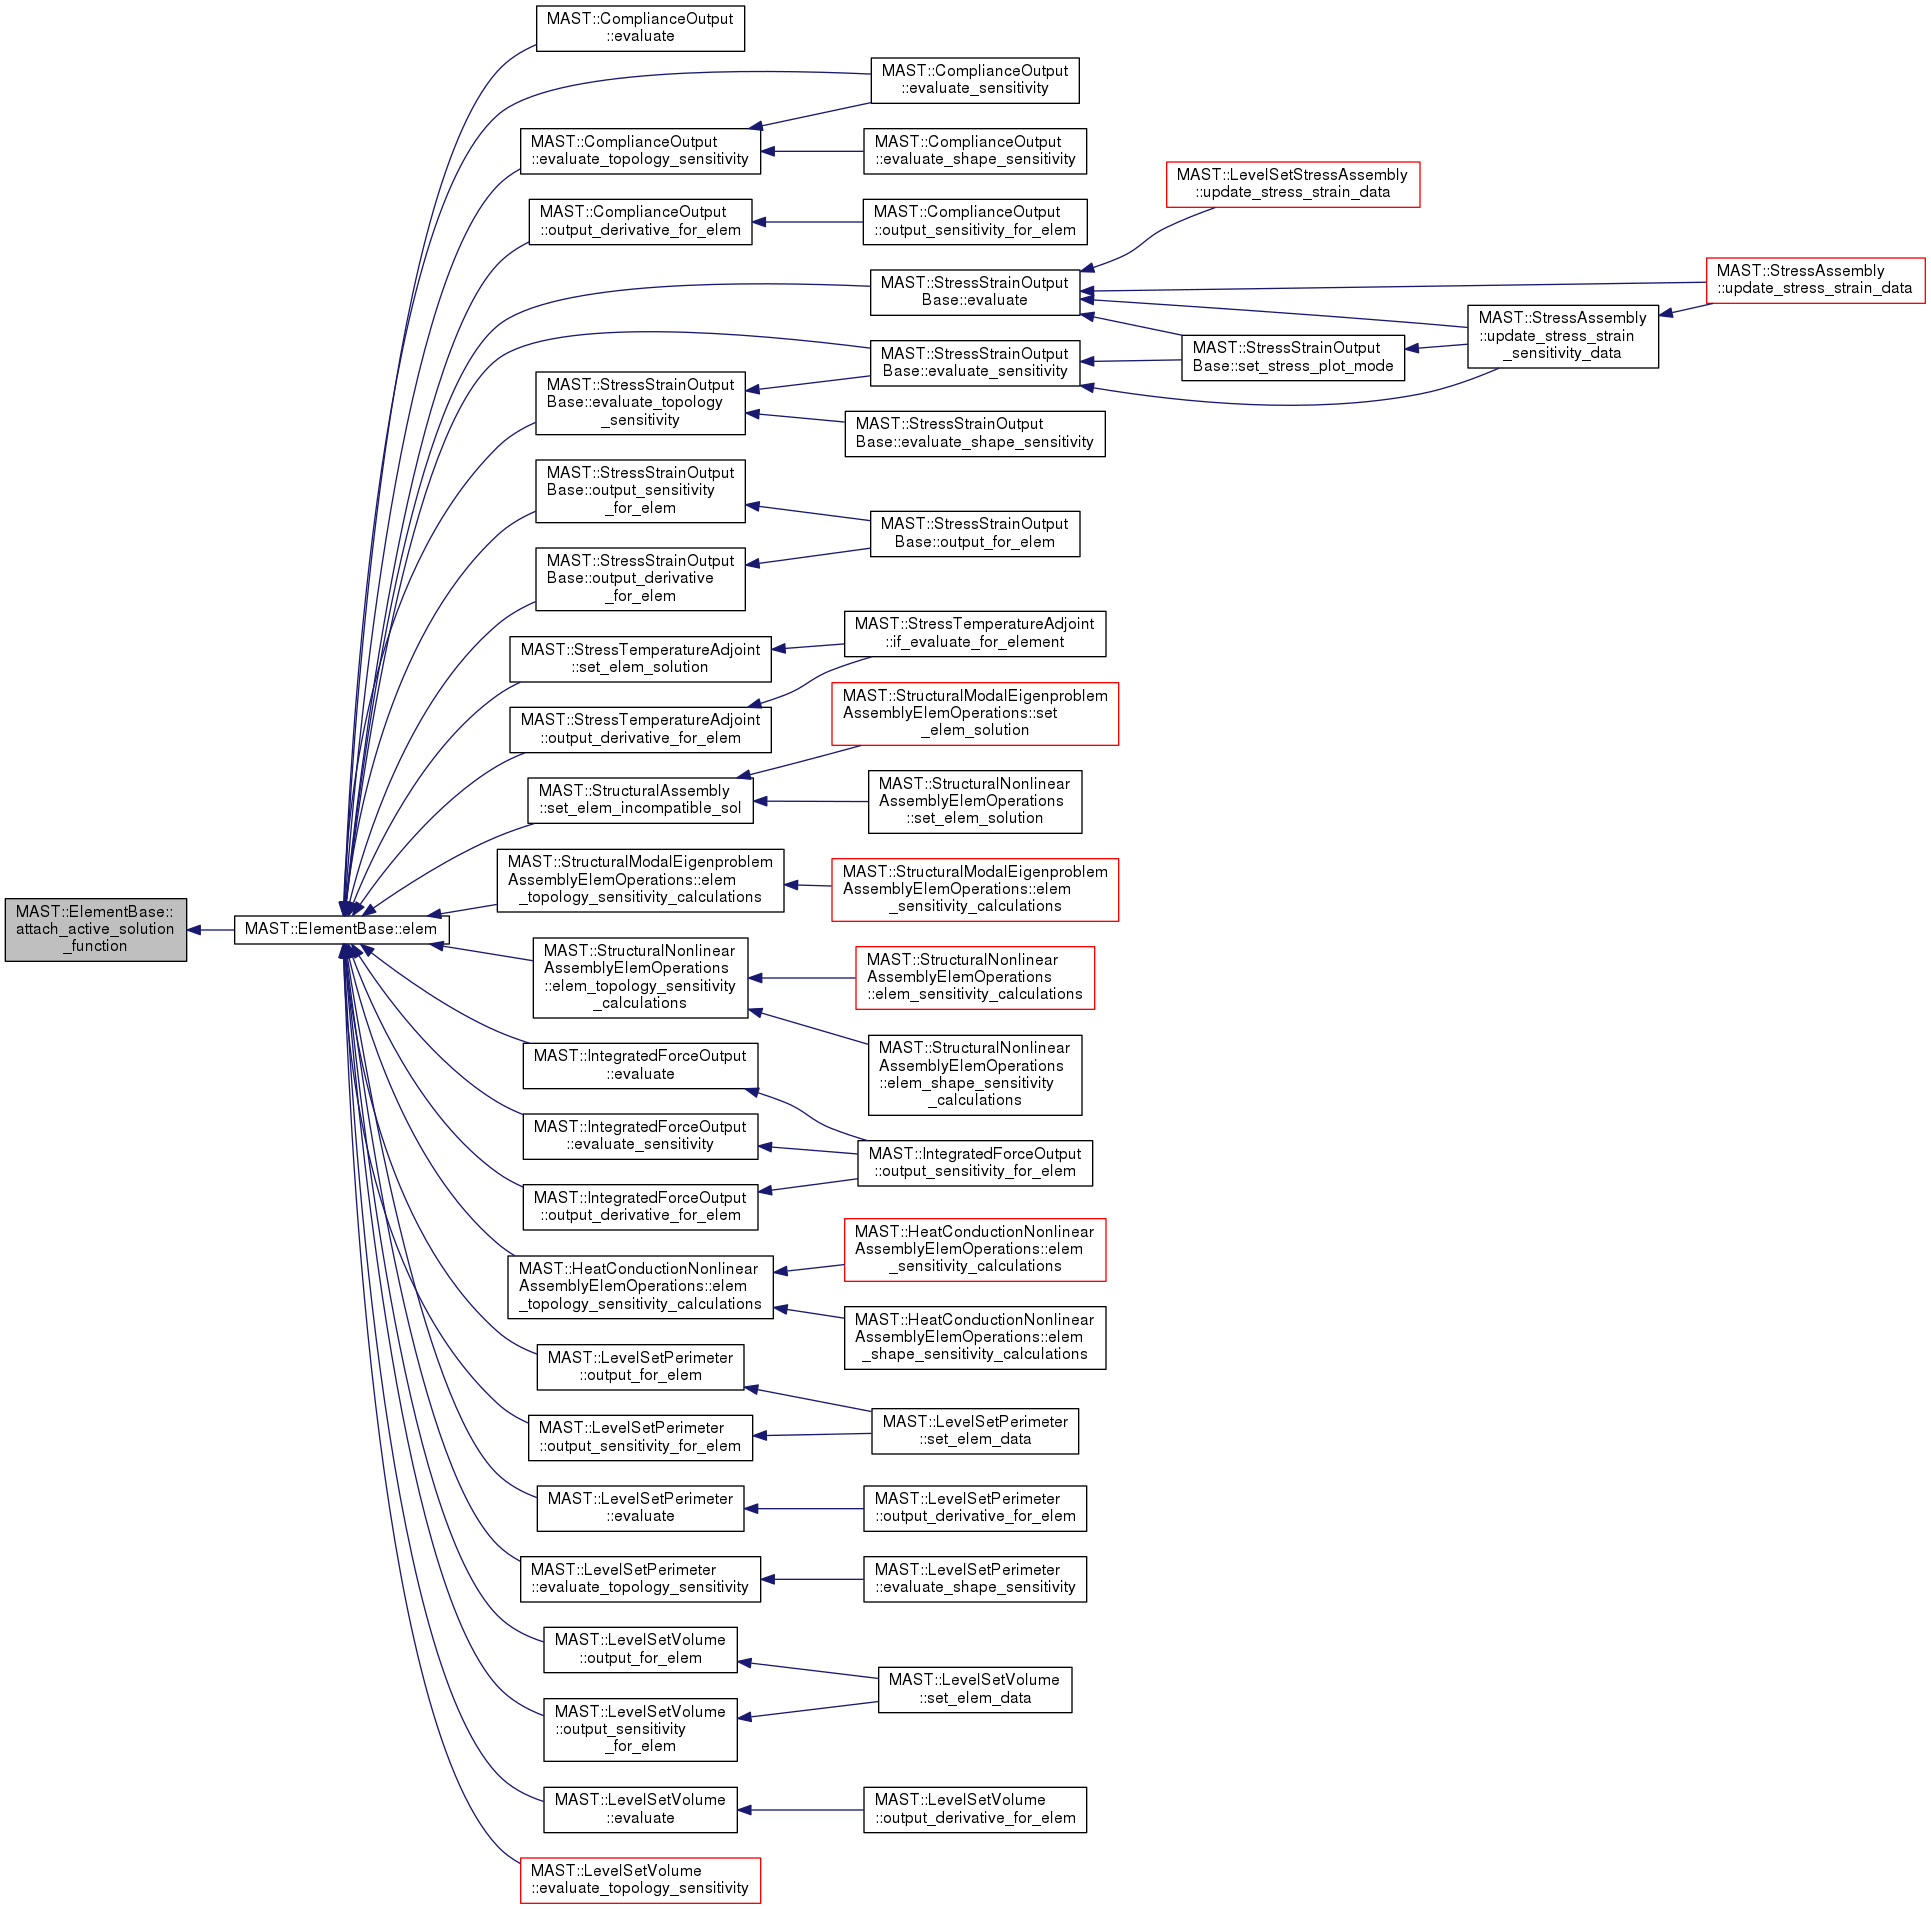 MAST::ElementBase::
attach_active_solution
_function
MAST::ElementBase::elem
MAST::ComplianceOutput
::evaluate
MAST::ComplianceOutput
::evaluate_sensitivity
MAST::ComplianceOutput
::evaluate_topology_sensitivity
MAST::ComplianceOutput
::evaluate_shape_sensitivity
MAST::ComplianceOutput
::output_derivative_for_elem
MAST::ComplianceOutput
::output_sensitivity_for_elem
MAST::LevelSetStressAssembly
::update_stress_strain_data
MAST::StressStrainOutput
Base::evaluate
MAST::StressAssembly
::update_stress_strain_data
MAST::StressAssembly
::update_stress_strain
_sensitivity_data
MAST::StressStrainOutput
Base::set_stress_plot_mode
MAST::StressStrainOutput
Base::evaluate_sensitivity
MAST::StressStrainOutput
Base::evaluate_topology
_sensitivity
MAST::StressStrainOutput
Base::evaluate_shape_sensitivity
MAST::StressStrainOutput
Base::output_sensitivity
_for_elem
MAST::StressStrainOutput
Base::output_for_elem
MAST::StressStrainOutput
Base::output_derivative
_for_elem
MAST::StressTemperatureAdjoint
::set_elem_solution
MAST::StressTemperatureAdjoint
::if_evaluate_for_element
MAST::StressTemperatureAdjoint
::output_derivative_for_elem
MAST::StructuralModalEigenproblem
AssemblyElemOperations::set
_elem_solution
MAST::StructuralAssembly
::set_elem_incompatible_sol
MAST::StructuralNonlinear
AssemblyElemOperations
::set_elem_solution
MAST::StructuralModalEigenproblem
AssemblyElemOperations::elem
_topology_sensitivity_calculations
MAST::StructuralModalEigenproblem
AssemblyElemOperations::elem
_sensitivity_calculations
MAST::StructuralNonlinear
AssemblyElemOperations
::elem_topology_sensitivity
_calculations
MAST::StructuralNonlinear
AssemblyElemOperations
::elem_sensitivity_calculations
MAST::StructuralNonlinear
AssemblyElemOperations
::elem_shape_sensitivity
_calculations
MAST::IntegratedForceOutput
::evaluate
MAST::IntegratedForceOutput
::evaluate_sensitivity
MAST::IntegratedForceOutput
::output_sensitivity_for_elem
MAST::IntegratedForceOutput
::output_derivative_for_elem
MAST::HeatConductionNonlinear
AssemblyElemOperations::elem
_topology_sensitivity_calculations
MAST::HeatConductionNonlinear
AssemblyElemOperations::elem
_sensitivity_calculations
MAST::HeatConductionNonlinear
AssemblyElemOperations::elem
_shape_sensitivity_calculations
MAST::LevelSetPerimeter
::output_for_elem
MAST::LevelSetPerimeter
::output_sensitivity_for_elem
MAST::LevelSetPerimeter
::set_elem_data
MAST::LevelSetPerimeter
::evaluate
MAST::LevelSetPerimeter
::output_derivative_for_elem
MAST::LevelSetPerimeter
::evaluate_topology_sensitivity
MAST::LevelSetPerimeter
::evaluate_shape_sensitivity
MAST::LevelSetVolume
::output_for_elem
MAST::LevelSetVolume
::set_elem_data
MAST::LevelSetVolume
::output_sensitivity
_for_elem
MAST::LevelSetVolume
::evaluate
MAST::LevelSetVolume
::output_derivative_for_elem
MAST::LevelSetVolume
::evaluate_topology_sensitivity